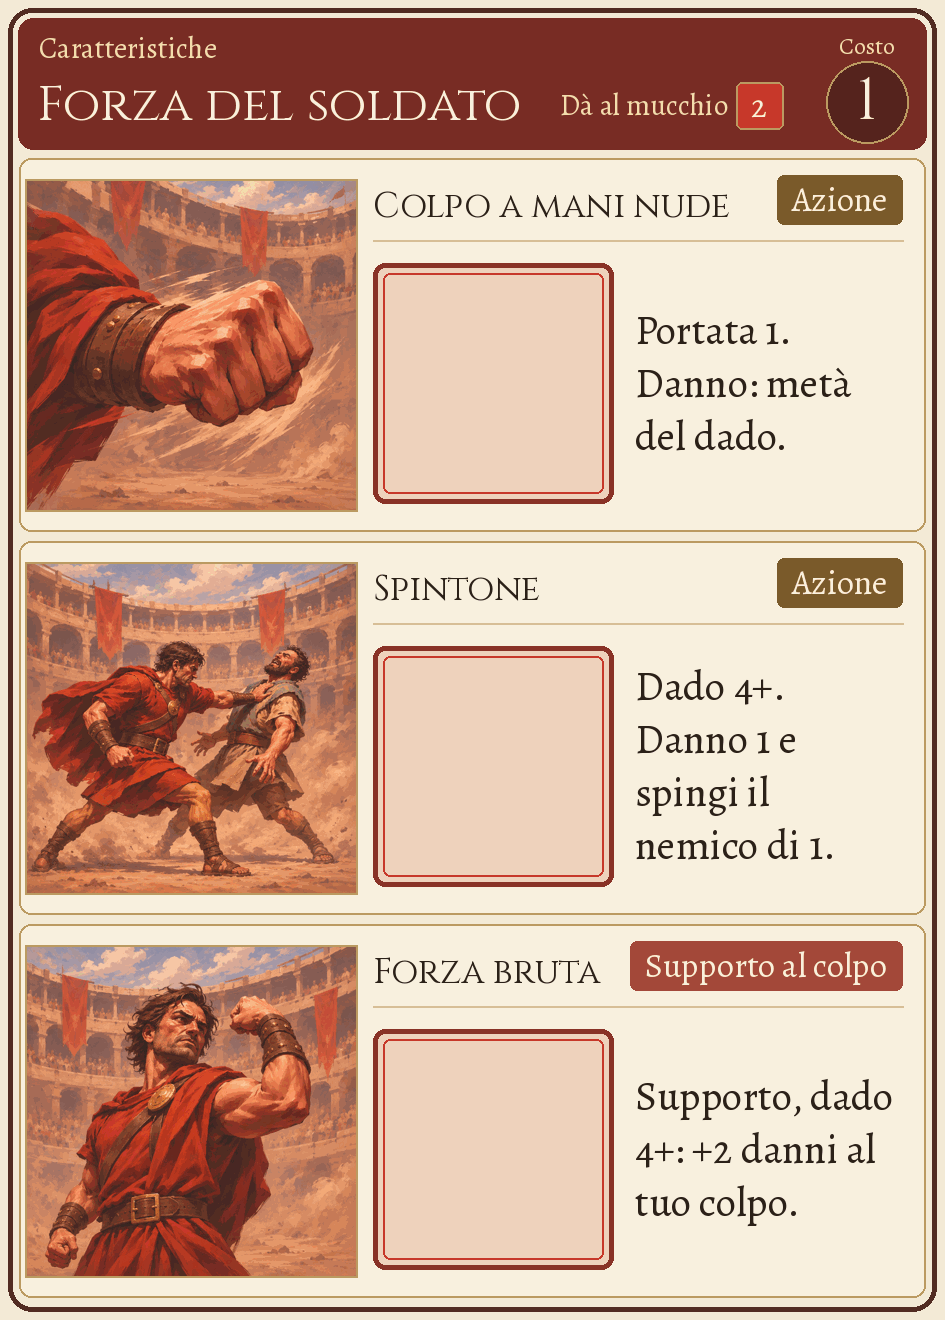 Caratteristiche
Costo
Forza del soldato
Dà al mucchio 2
1
Colpo a mani nude
Azione
Portata 1.
Danno: metà
del dado.
Spintone
Azione
Dado 4+.
Danno 1 e
spingi il
nemico di 1.
Forza bruta
Supporto al colpo
Supporto, dado
4+: +2 danni al
tuo colpo.